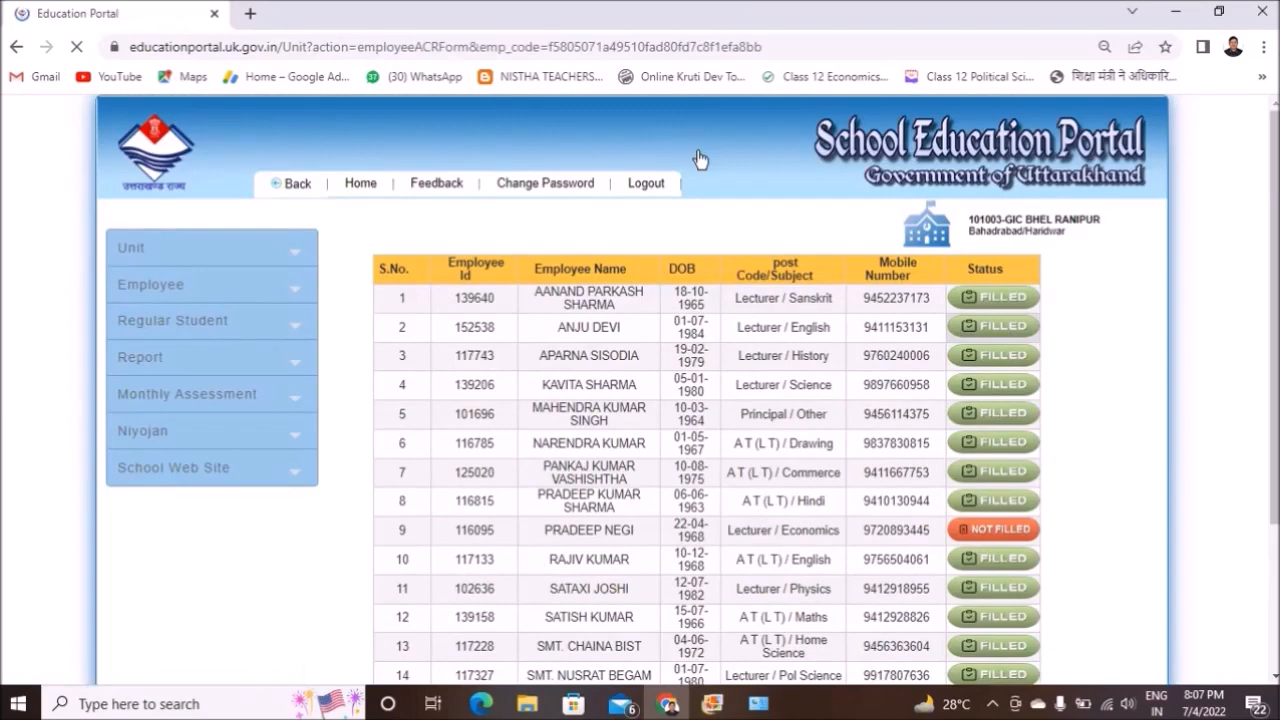 Education Portal
educationportal.uk.gov.in/Unit?action=employeeACRForm&emp_code=f5805071a49510fad80fd7c8f1efa8bb
Gmail YouTube Maps Home – Google Ad... (30) WhatsApp NISTHA TEACHERS... Online Kruti Dev To... Class 12 Economics... Class 12 Political Sci... शिक्षा मंत्री ने अधिकारि...
उत्तराखण्ड राज्य
School Education Portal
Government of Uttarakhand
Back | Home | Feedback | Change Password | Logout |
101003-GIC BHEL RANIPUR
Bahadrabad/Haridwar
Unit
Employee
Regular Student
Report
Monthly Assessment
Niyojan
School Web Site
S.No. Employee Id Employee Name DOB post Code/Subject Mobile Number Status
1 139640 AANAND PARKASH SHARMA 18-10-1965 Lecturer / Sanskrit 9452237173 FILLED
2 152538 ANJU DEVI 01-07-1984 Lecturer / English 9411153131 FILLED
3 117743 APARNA SISODIA 19-02-1979 Lecturer / History 9760240006 FILLED
4 139206 KAVITA SHARMA 05-01-1980 Lecturer / Science 9897660958 FILLED
5 101696 MAHENDRA KUMAR SINGH 10-03-1964 Principal / Other 9456114375 FILLED
6 116785 NARENDRA KUMAR 01-05-1967 A T (L T) / Drawing 9837830815 FILLED
7 125020 PANKAJ KUMAR VASHISHTHA 10-08-1975 A T (L T) / Commerce 9411667753 FILLED
8 116815 PRADEEP KUMAR SHARMA 06-06-1963 A T (L T) / Hindi 9410130944 FILLED
9 116095 PRADEEP NEGI 22-04-1968 Lecturer / Economics 9720893445 NOT FILLED
10 117133 RAJIV KUMAR 10-12-1968 A T (L T) / English 9756504061 FILLED
11 102636 SATAXI JOSHI 12-07-1982 Lecturer / Physics 9412918955 FILLED
12 139158 SATISH KUMAR 15-07-1966 A T (L T) / Maths 9412928826 FILLED
13 117228 SMT. CHAINA BIST 04-06-1972 A T (L T) / Home Science 9456363604 FILLED
14 117327 SMT. NUSRAT BEGAM 01-07-1980 Lecturer / Pol Science 9917807636 FILLED
Type here to search
6
28°C
ENG
IN
8:07 PM
7/4/2022
22